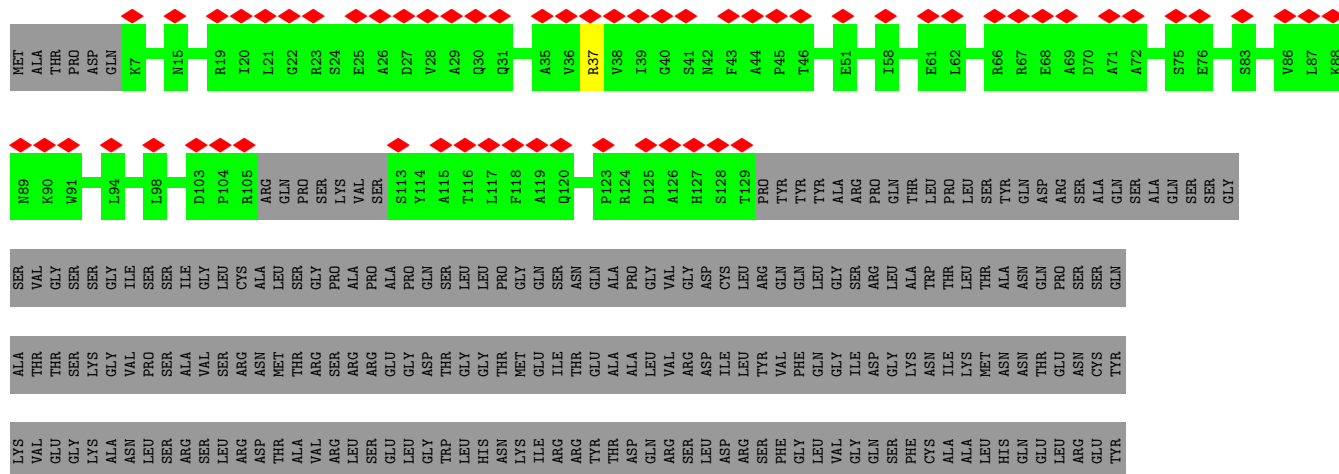 MET ALA THR PRO ASP GLN K7 N15 R19 I20 L21 G22 R23 S24 E25 A26 D27 V28 A29 Q30 Q31 A35 V36 R37 V38 I39 G40 S41 N42 F43 A44 P45 T46 E51 I58 E61 L62 R66 R67 E68 A69 D70 A71 A72 S75 E76 S83 V86 L87 K88
N89 K90 W91 L94 L98 D103 P104 R105 ARG GLN PRO SER LYS VAL SER S113 Y114 A115 T116 L117 F118 A119 Q120 P123 R124 D125 A126 H127 S128 T129 PRO TYR TYR TYR ALA ARG PRO GLN THR LEU PRO LEU SER TYR GLN ASP ARG SER ALA GLN SER ALA GLN SER SER GLY
SER VAL GLY SER SER GLY ILE SER SER ILE GLY LEU CYS ALA LEU SER GLY PRO ALA PRO ALA PRO GLN SER LEU LEU PRO GLY GLN SER ASN GLN ALA PRO GLY VAL GLY ASP CYS LEU ARG GLN GLN LEU GLY SER ARG LEU ALA TRP THR LEU THR ALA ASN GLN PRO SER SER GLN
ALA THR THR SER LYS GLY VAL PRO SER ALA VAL SER ARG ASN MET THR ARG SER ARG ARG GLU GLY ASP THR GLY GLY THR MET GLU ILE THR GLU ALA ALA LEU VAL ARG ASP ILE LEU TYR VAL PHE GLN GLY ILE ASP GLY LYS ASN ILE LYS MET ASN ASN THR GLU ASN CYS TYR
LYS VAL GLU GLY LYS ALA ASN LEU SER ARG SER LEU ARG ASP THR ALA VAL ARG LEU SER GLU LEU GLY TRP LEU HIS ASN LYS ILE ARG ARG TYR THR ASP GLN ARG SER LEU ASP ARG SER PHE GLY LEU VAL GLY GLN SER PHE CYS ALA ALA LEU HIS GLN GLU LEU ARG GLU TYR